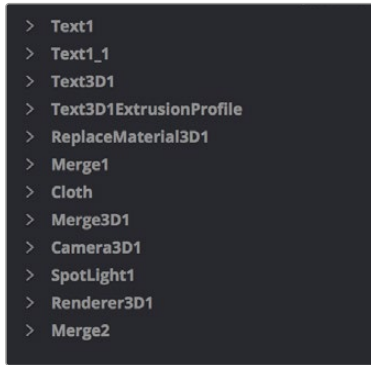 Text1
Text1_1
Text3D1
Text3D1ExtrusionProfile
ReplaceMaterial3D1
Merge1
Cloth
Merge3D1
Camera3D1
SpotLight1
Renderer3D1
Merge2